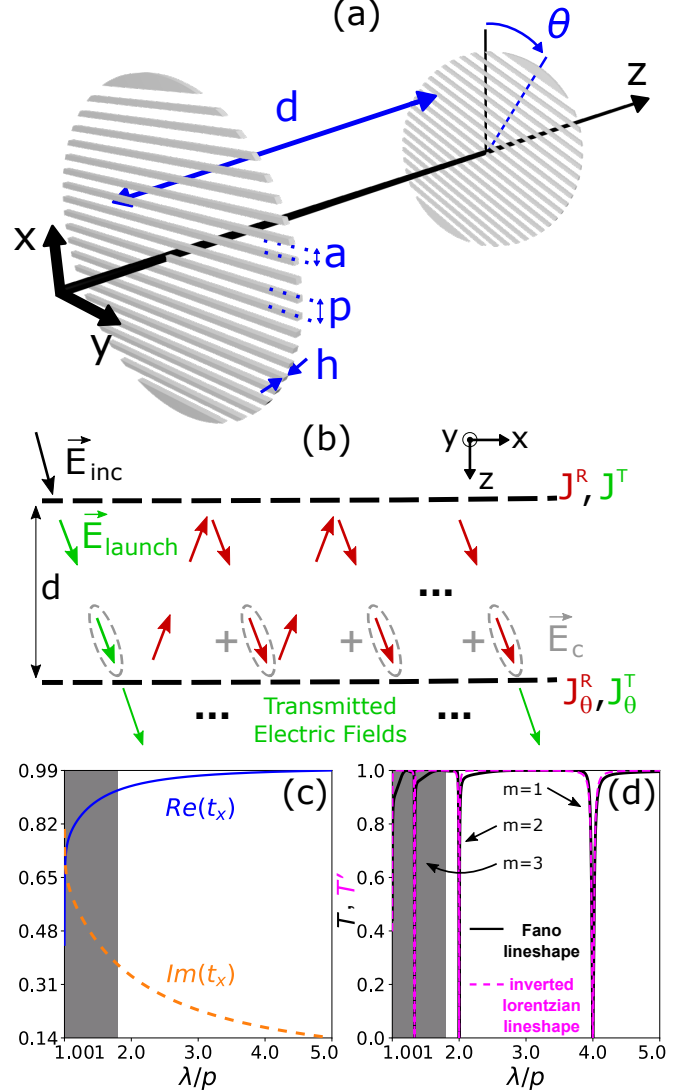 (a)
θ
z
d
x
a
p
y
h
(b)
E⃗inc
y x
z
J^R, J^T
E⃗launch
d
...
+ + +
E⃗c
J^R_θ, J^T_θ
... Transmitted ...
Electric Fields
(c)
0.99
0.82
0.65
0.48
0.31
0.14
Re(t_x)
Im(t_x)
1.001 2.0 3.0 4.0 5.0
λ/p
(d)
T, T′
1.0
0.8
0.6
0.4
0.2
0.0
m=1
m=2
m=3
Fano
lineshape
inverted
lorentzian
lineshape
1.001 2.0 3.0 4.0 5.0
λ/p